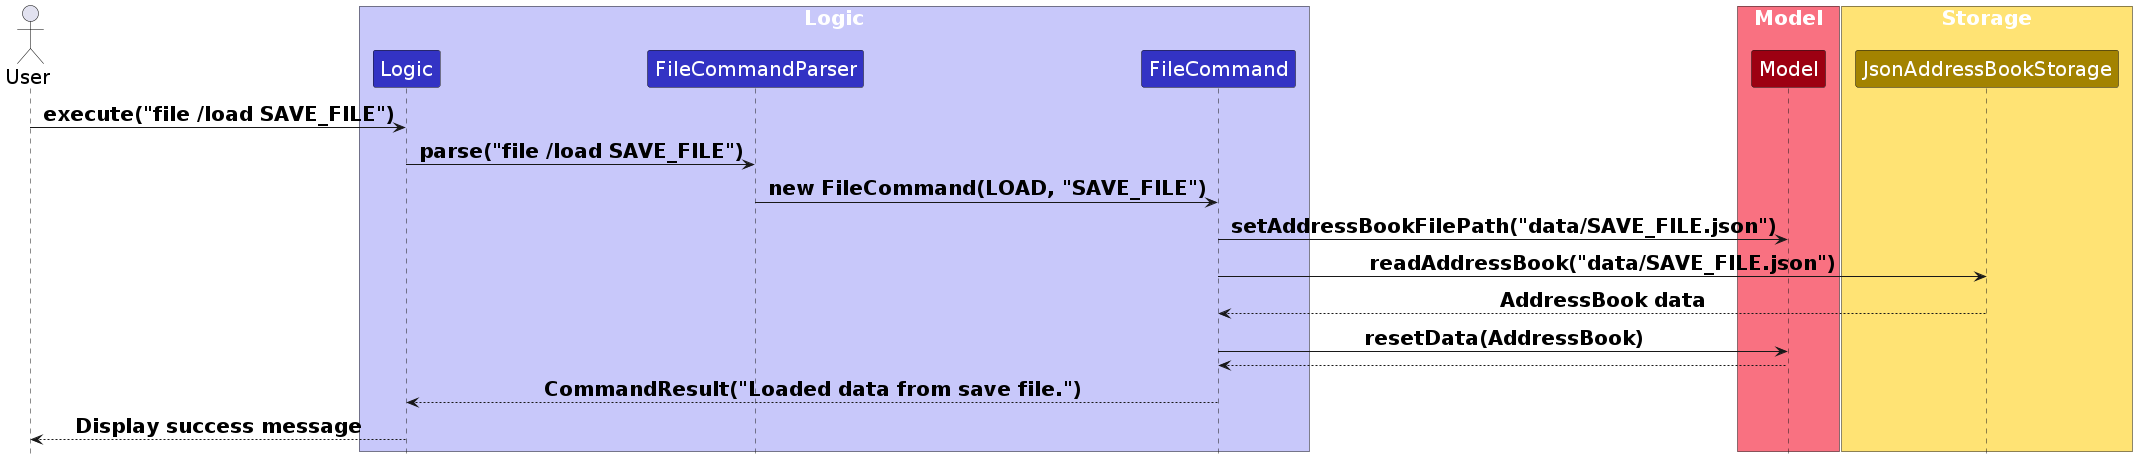 Logic
Model
Storage
User
Logic
FileCommandParser
FileCommand
Model
JsonAddressBookStorage
execute("file /load SAVE_FILE")
parse("file /load SAVE_FILE")
new FileCommand(LOAD, "SAVE_FILE")
setAddressBookFilePath("data/SAVE_FILE.json")
readAddressBook("data/SAVE_FILE.json")
AddressBook data
resetData(AddressBook)
CommandResult("Loaded data from save file.")
Display success message